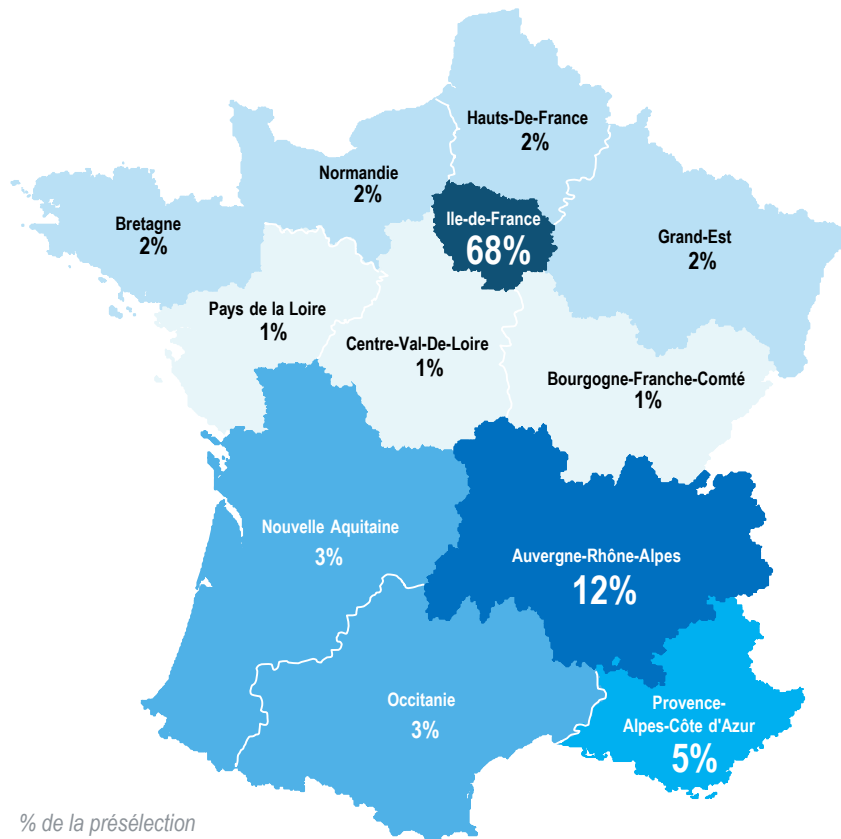 Hauts-De-France
2%
Normandie
2%
Ile-de-France
68%
Bretagne
2%
Grand-Est
2%
Pays de la Loire
1%
Centre-Val-De-Loire
1%
Bourgogne-Franche-Comté
1%
Nouvelle Aquitaine
3%
Auvergne-Rhône-Alpes
12%
Occitanie
3%
Provence-
Alpes-Côte d'Azur
5%
% de la présélection